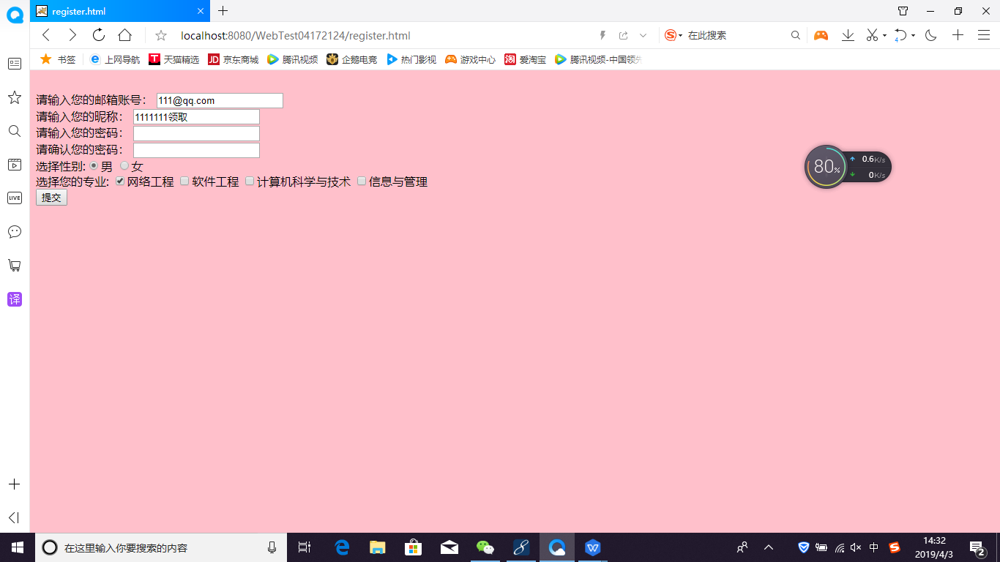 register.html
localhost:8080/WebTest04172124/register.html
在此搜索
书签 上网导航 天猫精选 京东商城 腾讯视频 企鹅电竞 热门影视 游戏中心 爱淘宝 腾讯视频-中国领先
请输入您的邮箱账号： 111@qq.com
请输入您的昵称： 1111111领取
请输入您的密码：
请确认您的密码：
选择性别: 男 女
选择您的专业: 网络工程 软件工程 计算机科学与技术 信息与管理
提交
80% 0.6K/s
0K/s
LIVE
译
在这里输入你要搜索的内容
中
14:32
2019/4/3
2